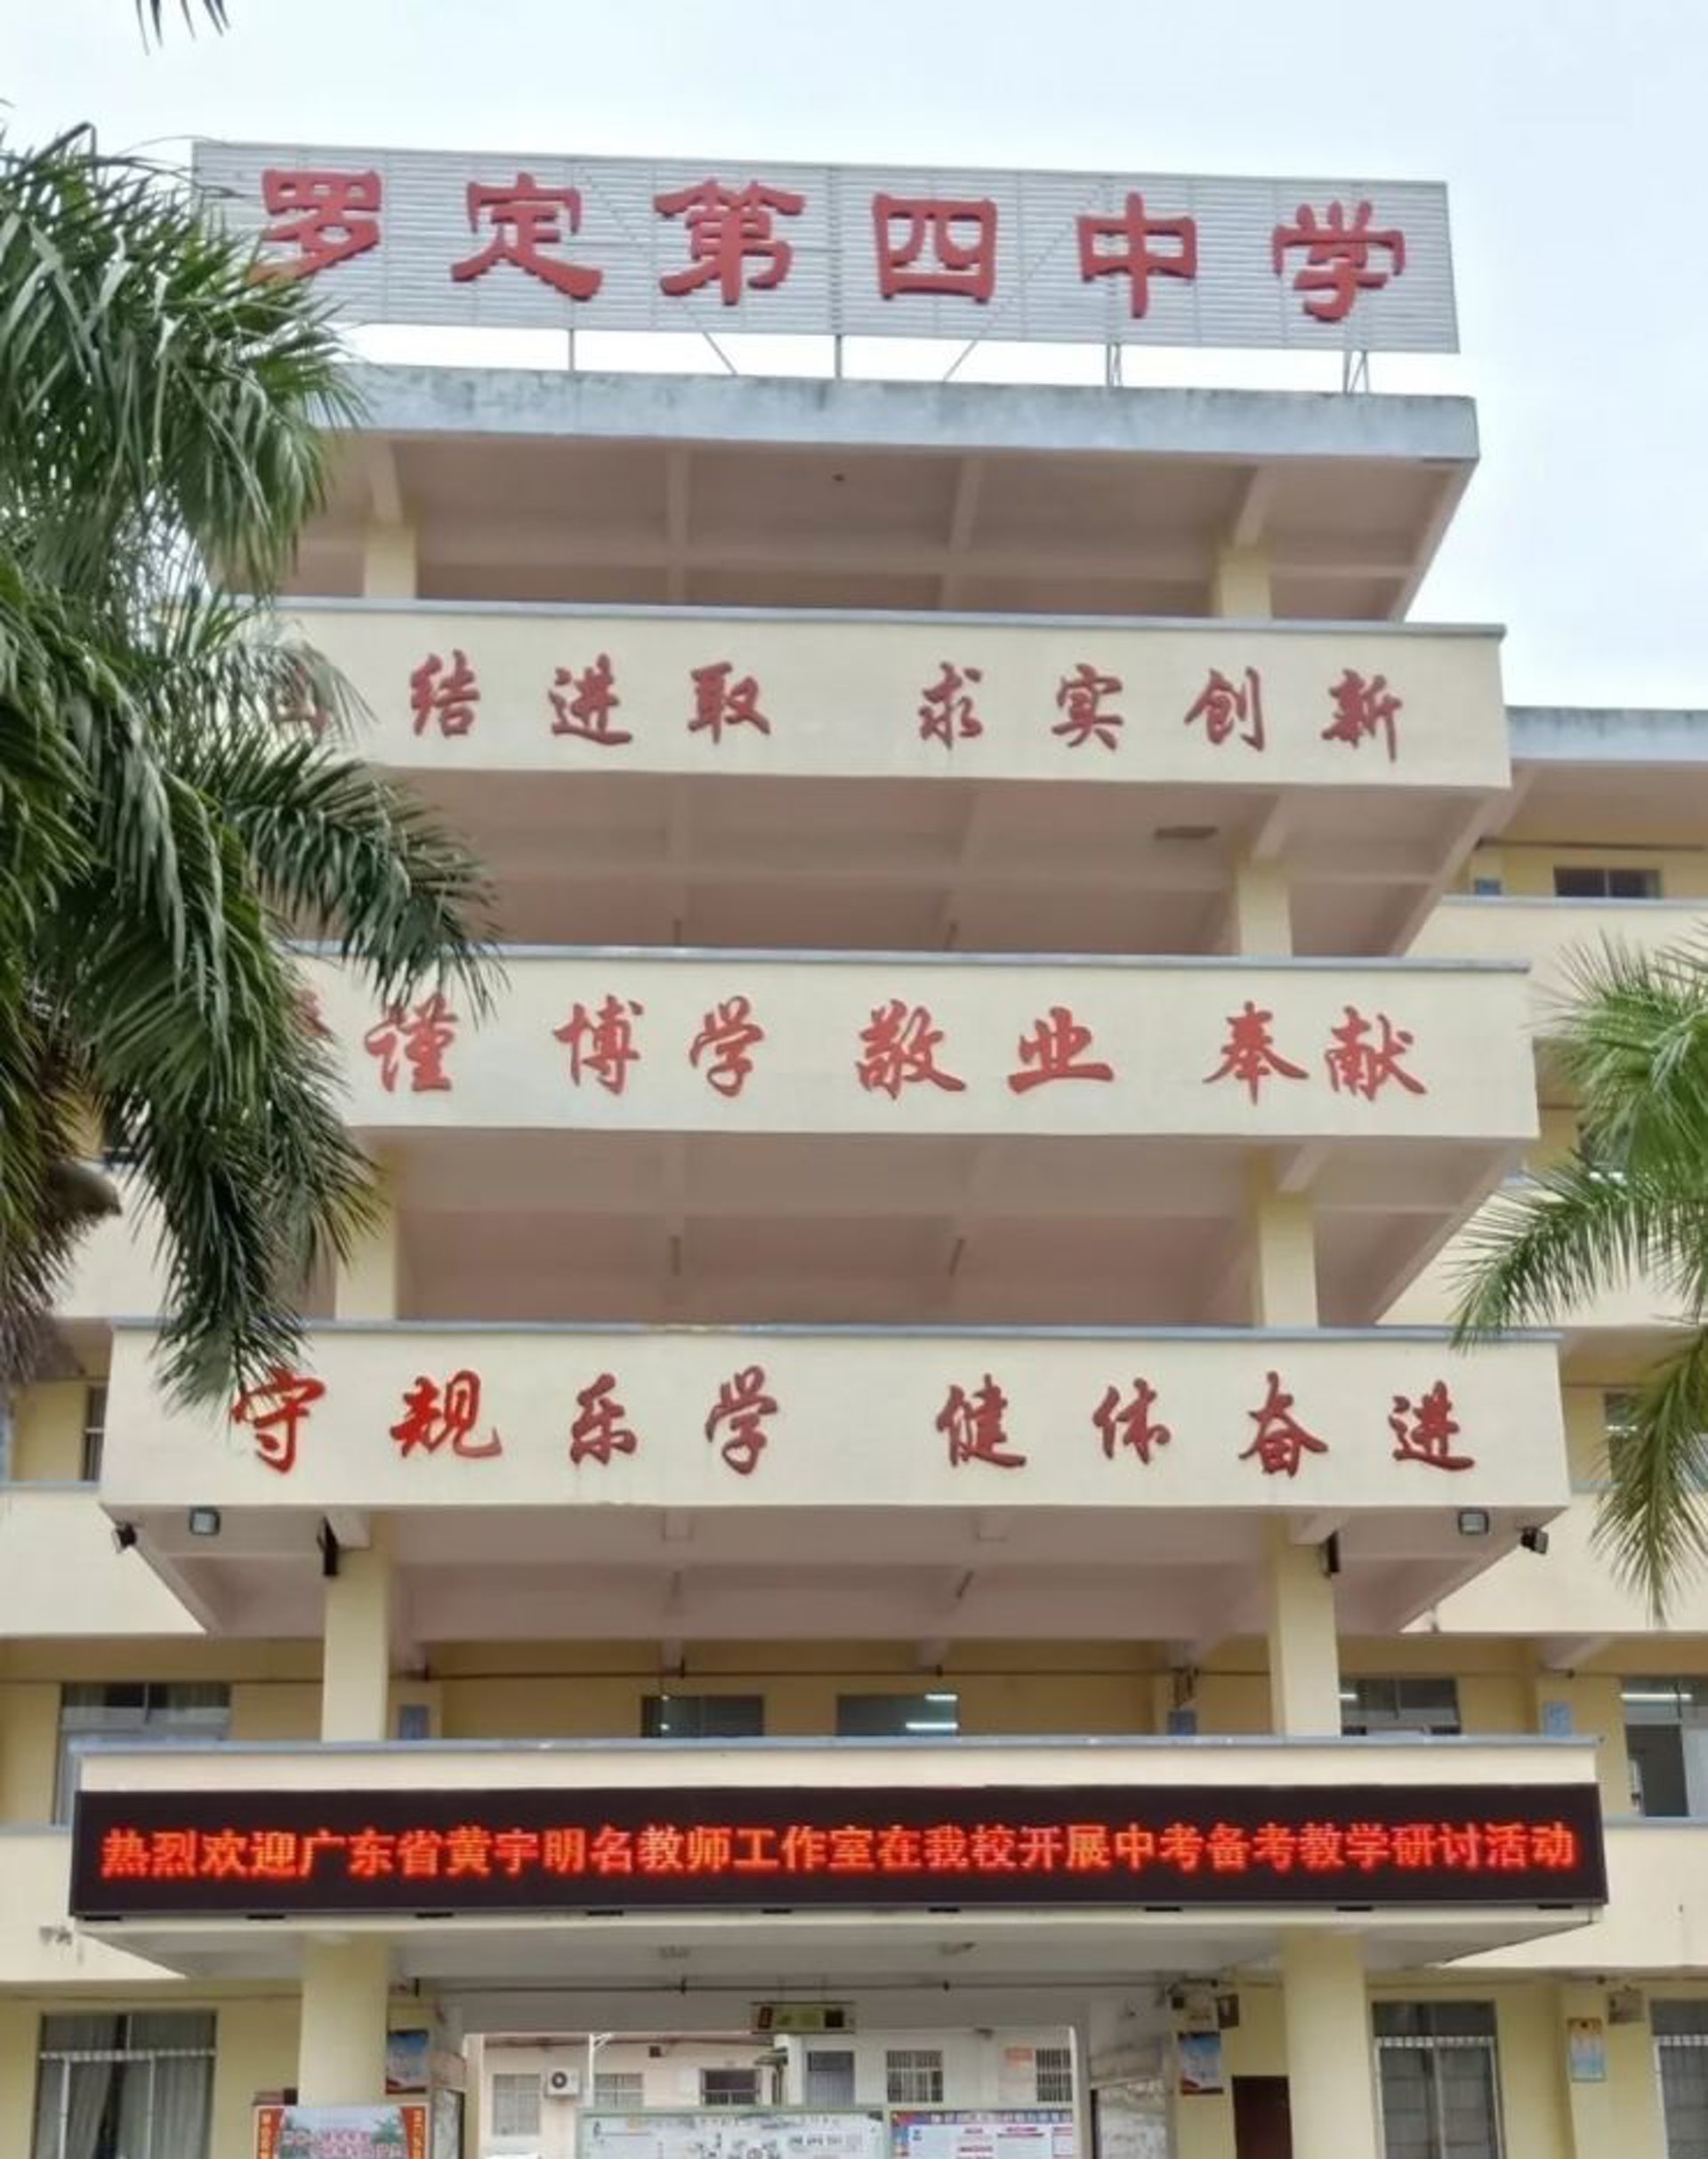 罗定第四中学
结进取 求实创新
谨 博学 敬业 奉献
守规乐学 健体奋进
热烈欢迎广东省黄宇明名教师工作室在我校开展中考备考教学研讨活动